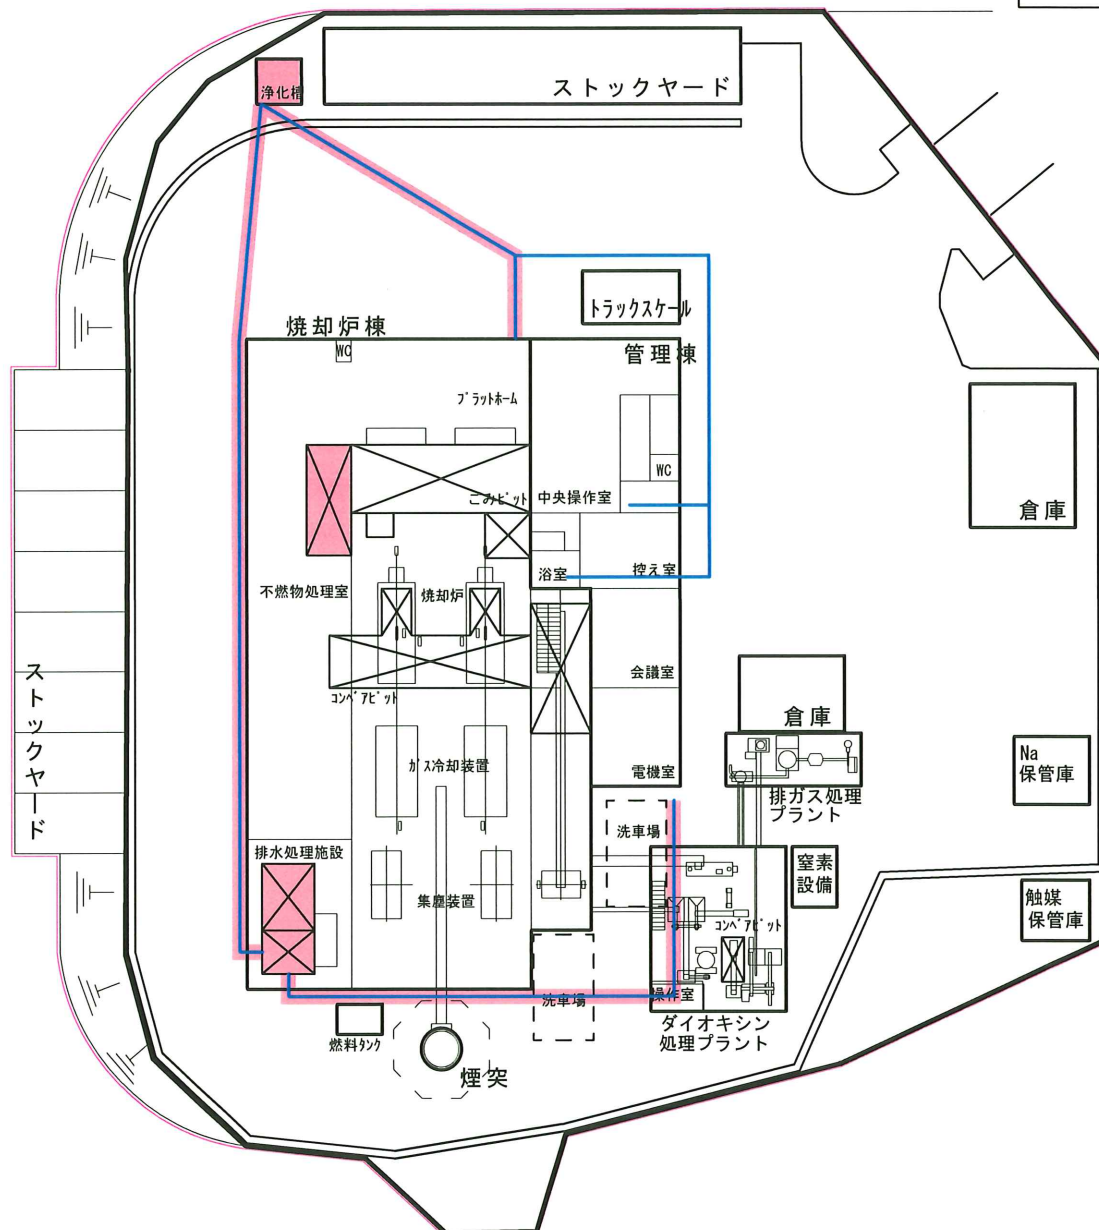 浄化槽
ストックヤード
トラックスケール
焼却炉棟
WC
管理棟
プラットホーム
WC
ごみピット
中央操作室
倉庫
浴室
控え室
不燃物処理室
焼却炉
ストックヤード
コンベアピット
会議室
倉庫
ガス冷却装置
電機室
Na
保管庫
排ガス処理
プラント
洗車場
排水処理施設
窒素
設備
集塵装置
触媒
保管庫
コンベアピット
洗車場
操作室
燃料タンク
ダイオキシン
処理プラント
煙突